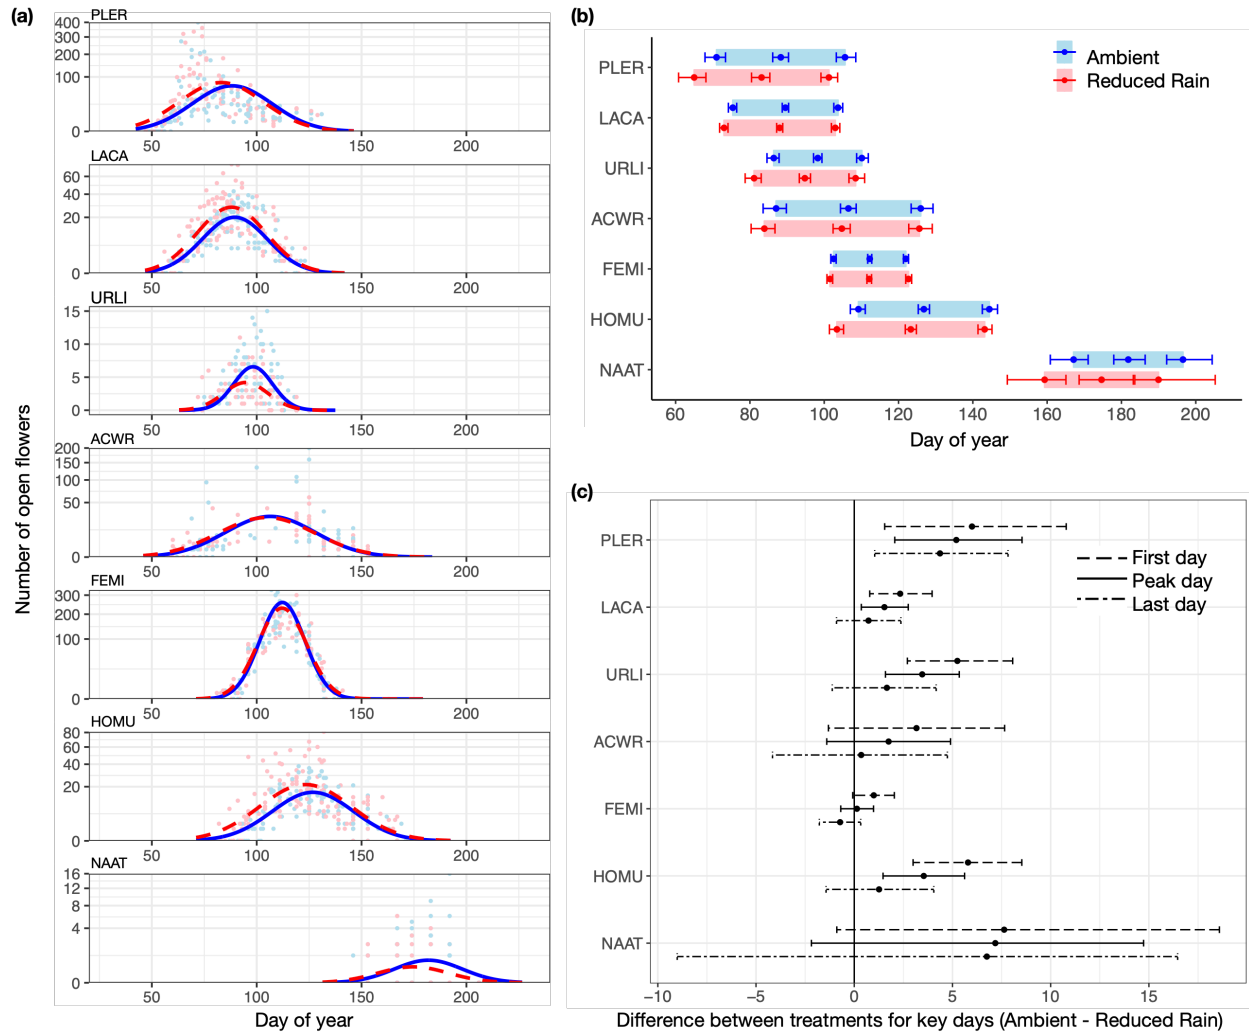 (a)
Number of open flowers
PLER
400
300
200
100
0
50 100 150 200
LACA
60
40
20
0
50 100 150 200
URLI
15
10
5
0
50 100 150 200
ACWR
200
150
100
50
0
50 100 150 200
FEMI
300
200
100
0
50 100 150 200
HOMU
80
60
40
20
0
50 100 150 200
NAAT
16
12
8
4
0
50 100 150 200
Day of year
(b)
Ambient
Reduced Rain
PLER
LACA
URLI
ACWR
FEMI
HOMU
NAAT
60 80 100 120 140 160 180 200
Day of year
(c)
First day
Peak day
Last day
PLER
LACA
URLI
ACWR
FEMI
HOMU
NAAT
−10 −5 0 5 10 15
Difference between treatments for key days (Ambient - Reduced Rain)